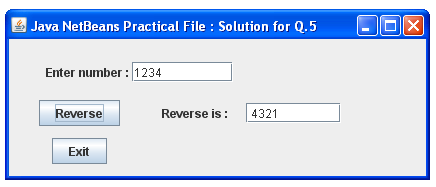 Java NetBeans Practical File : Solution for Q.5
Enter number : 1234
Reverse Reverse is : 4321
Exit